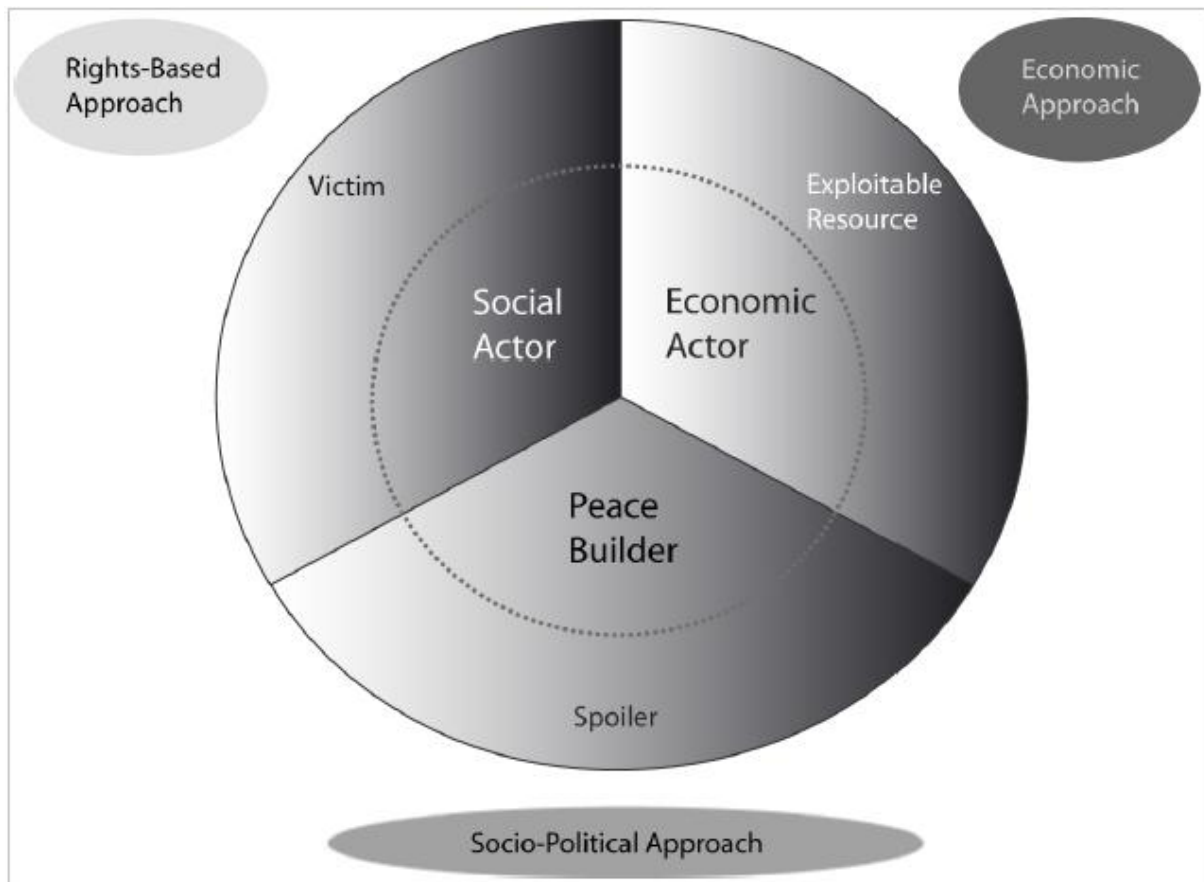 Rights-Based
Approach
Economic
Approach
Victim
Exploitable
Resource
Social
Actor
Economic
Actor
Peace
Builder
Spoiler
Socio-Political Approach